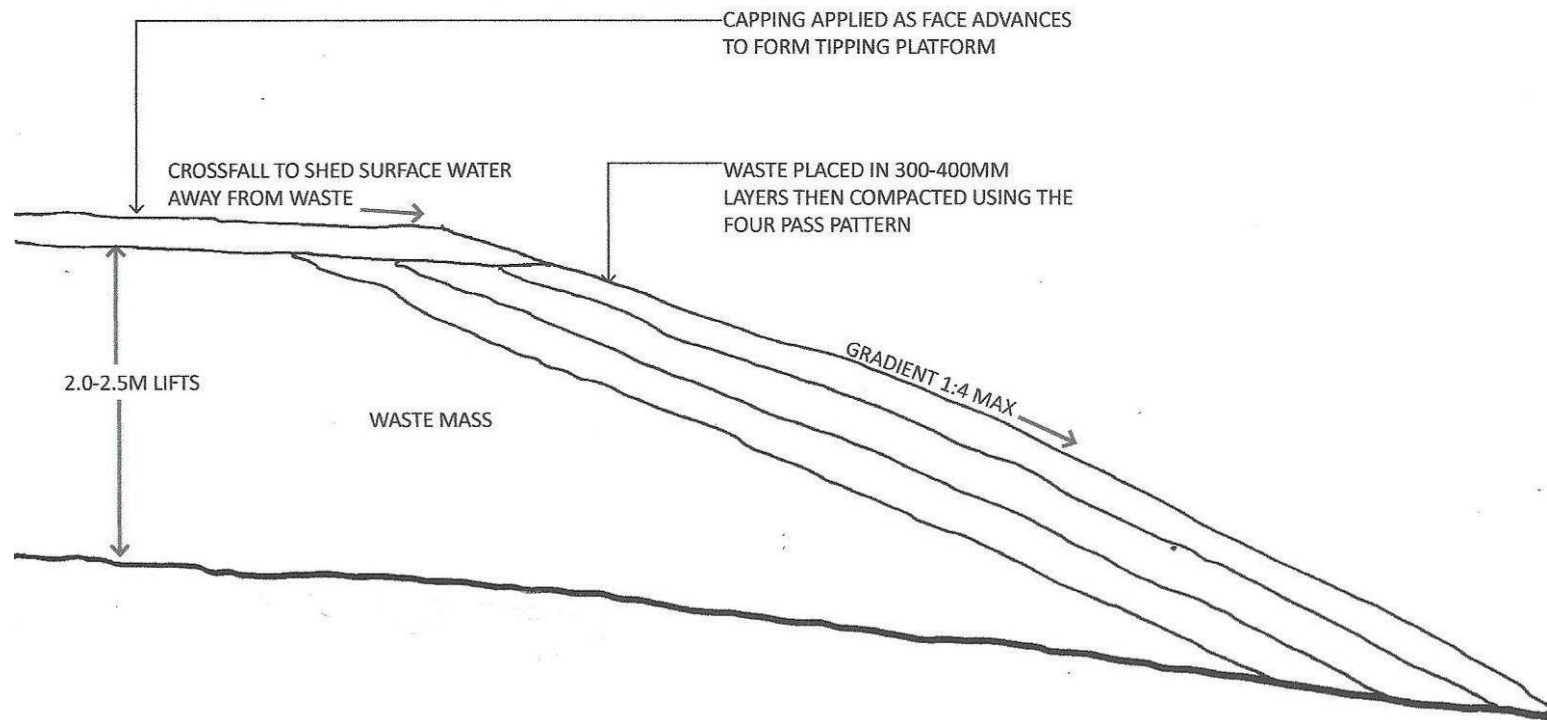 CAPPING APPLIED AS FACE ADVANCES
TO FORM TIPPING PLATFORM
CROSSFALL TO SHED SURFACE WATER
AWAY FROM WASTE
WASTE PLACED IN 300-400MM
LAYERS THEN COMPACTED USING THE
FOUR PASS PATTERN
GRADIENT 1:4 MAX
2.0-2.5M LIFTS
WASTE MASS